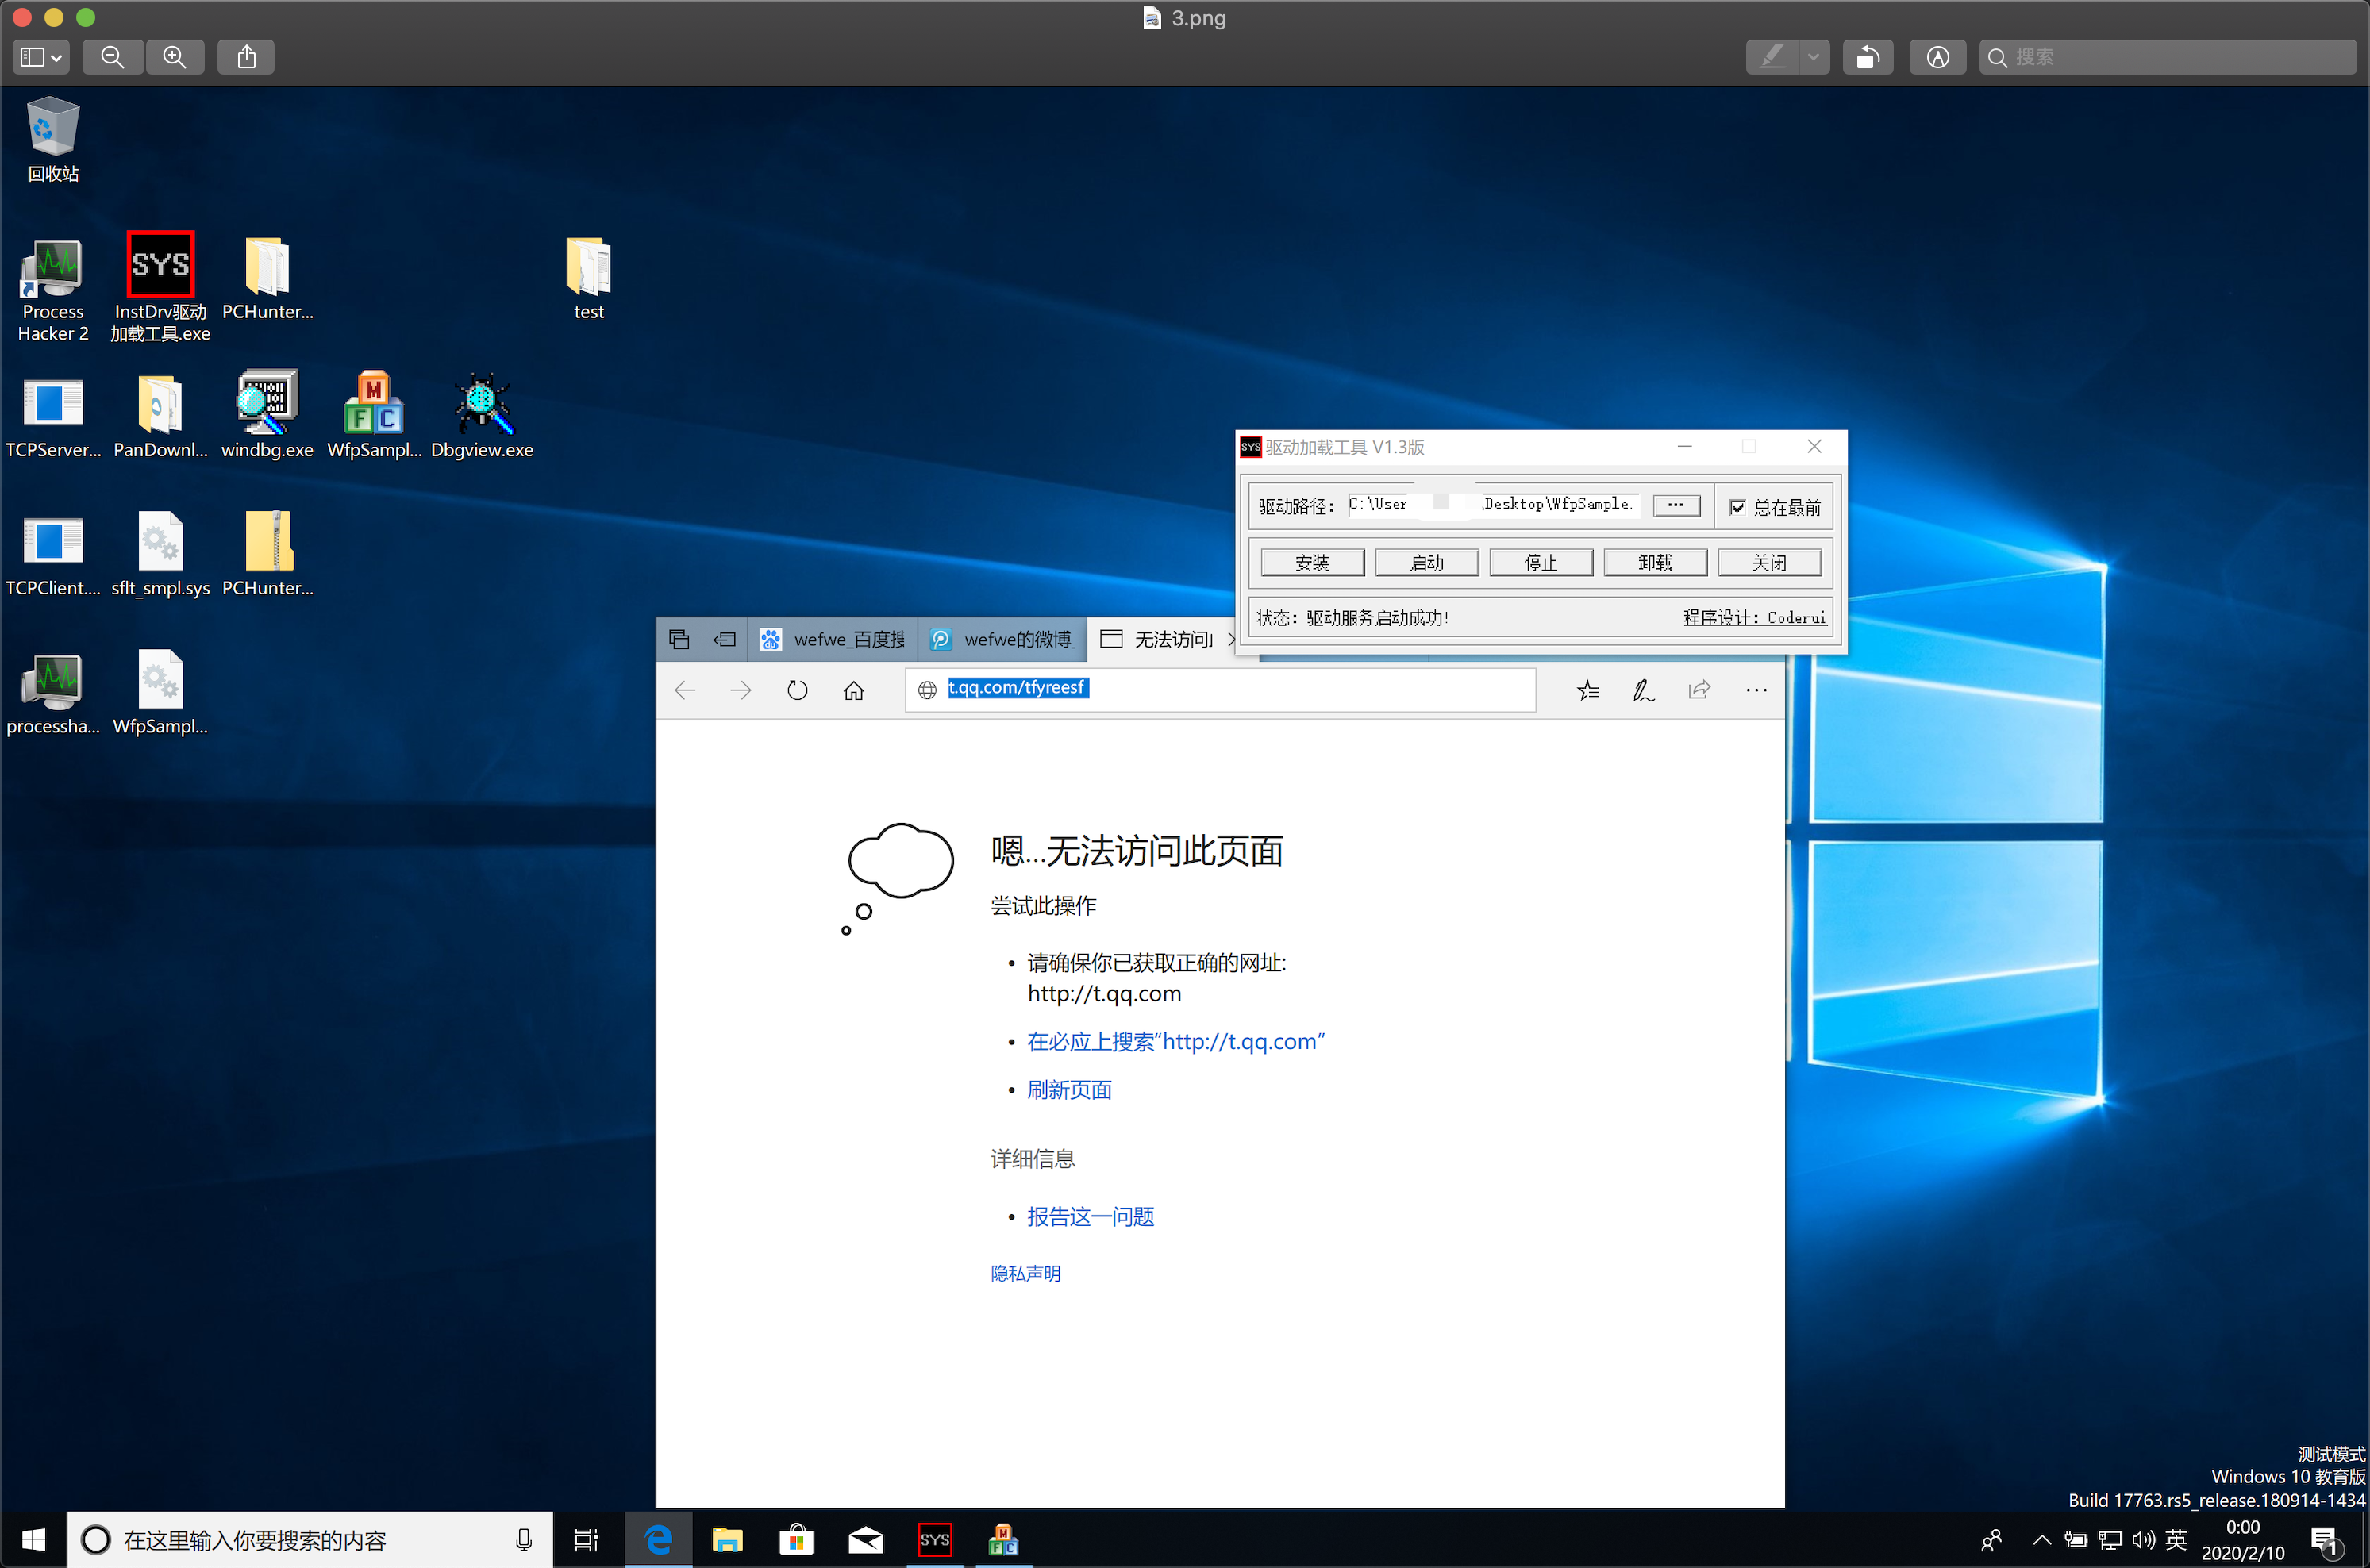 3.png
搜索
回收站
Process
Hacker 2
InstDrv驱动
加载工具.exe
PCHunter...
test
TCPServer...
PanDownl...
windbg.exe
WfpSampl...
Dbgview.exe
TCPClient....
sflt_smpl.sys
PCHunter...
processha...
WfpSampl...
SYS
SYS 驱动加载工具 V1.3版
驱动路径: C:\User
.Desktop\WfpSample.
...
总在最前
安装
启动
停止
卸载
关闭
状态: 驱动服务启动成功!
程序设计: Coderui
wefwe_百度搜
wefwe的微博_
无法访问
t.qq.com/tfyreesf
嗯...无法访问此页面
尝试此操作
• 请确保你已获取正确的网址:
http://t.qq.com
• 在必应上搜索“http://t.qq.com”
• 刷新页面
详细信息
• 报告这一问题
隐私声明
测试模式
Windows 10 教育版
Build 17763.rs5_release.180914-1434
在这里输入你要搜索的内容
SYS
M
F C
英
0:00
2020/2/10
1